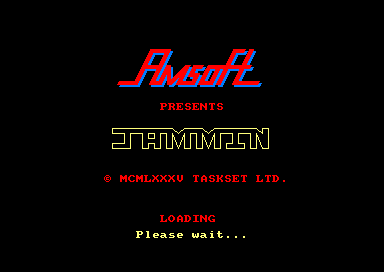 Amsoft
PRESENTS
JAMMIN
© MCMLXXXV TASKSET LTD.
LOADING
Please wait...